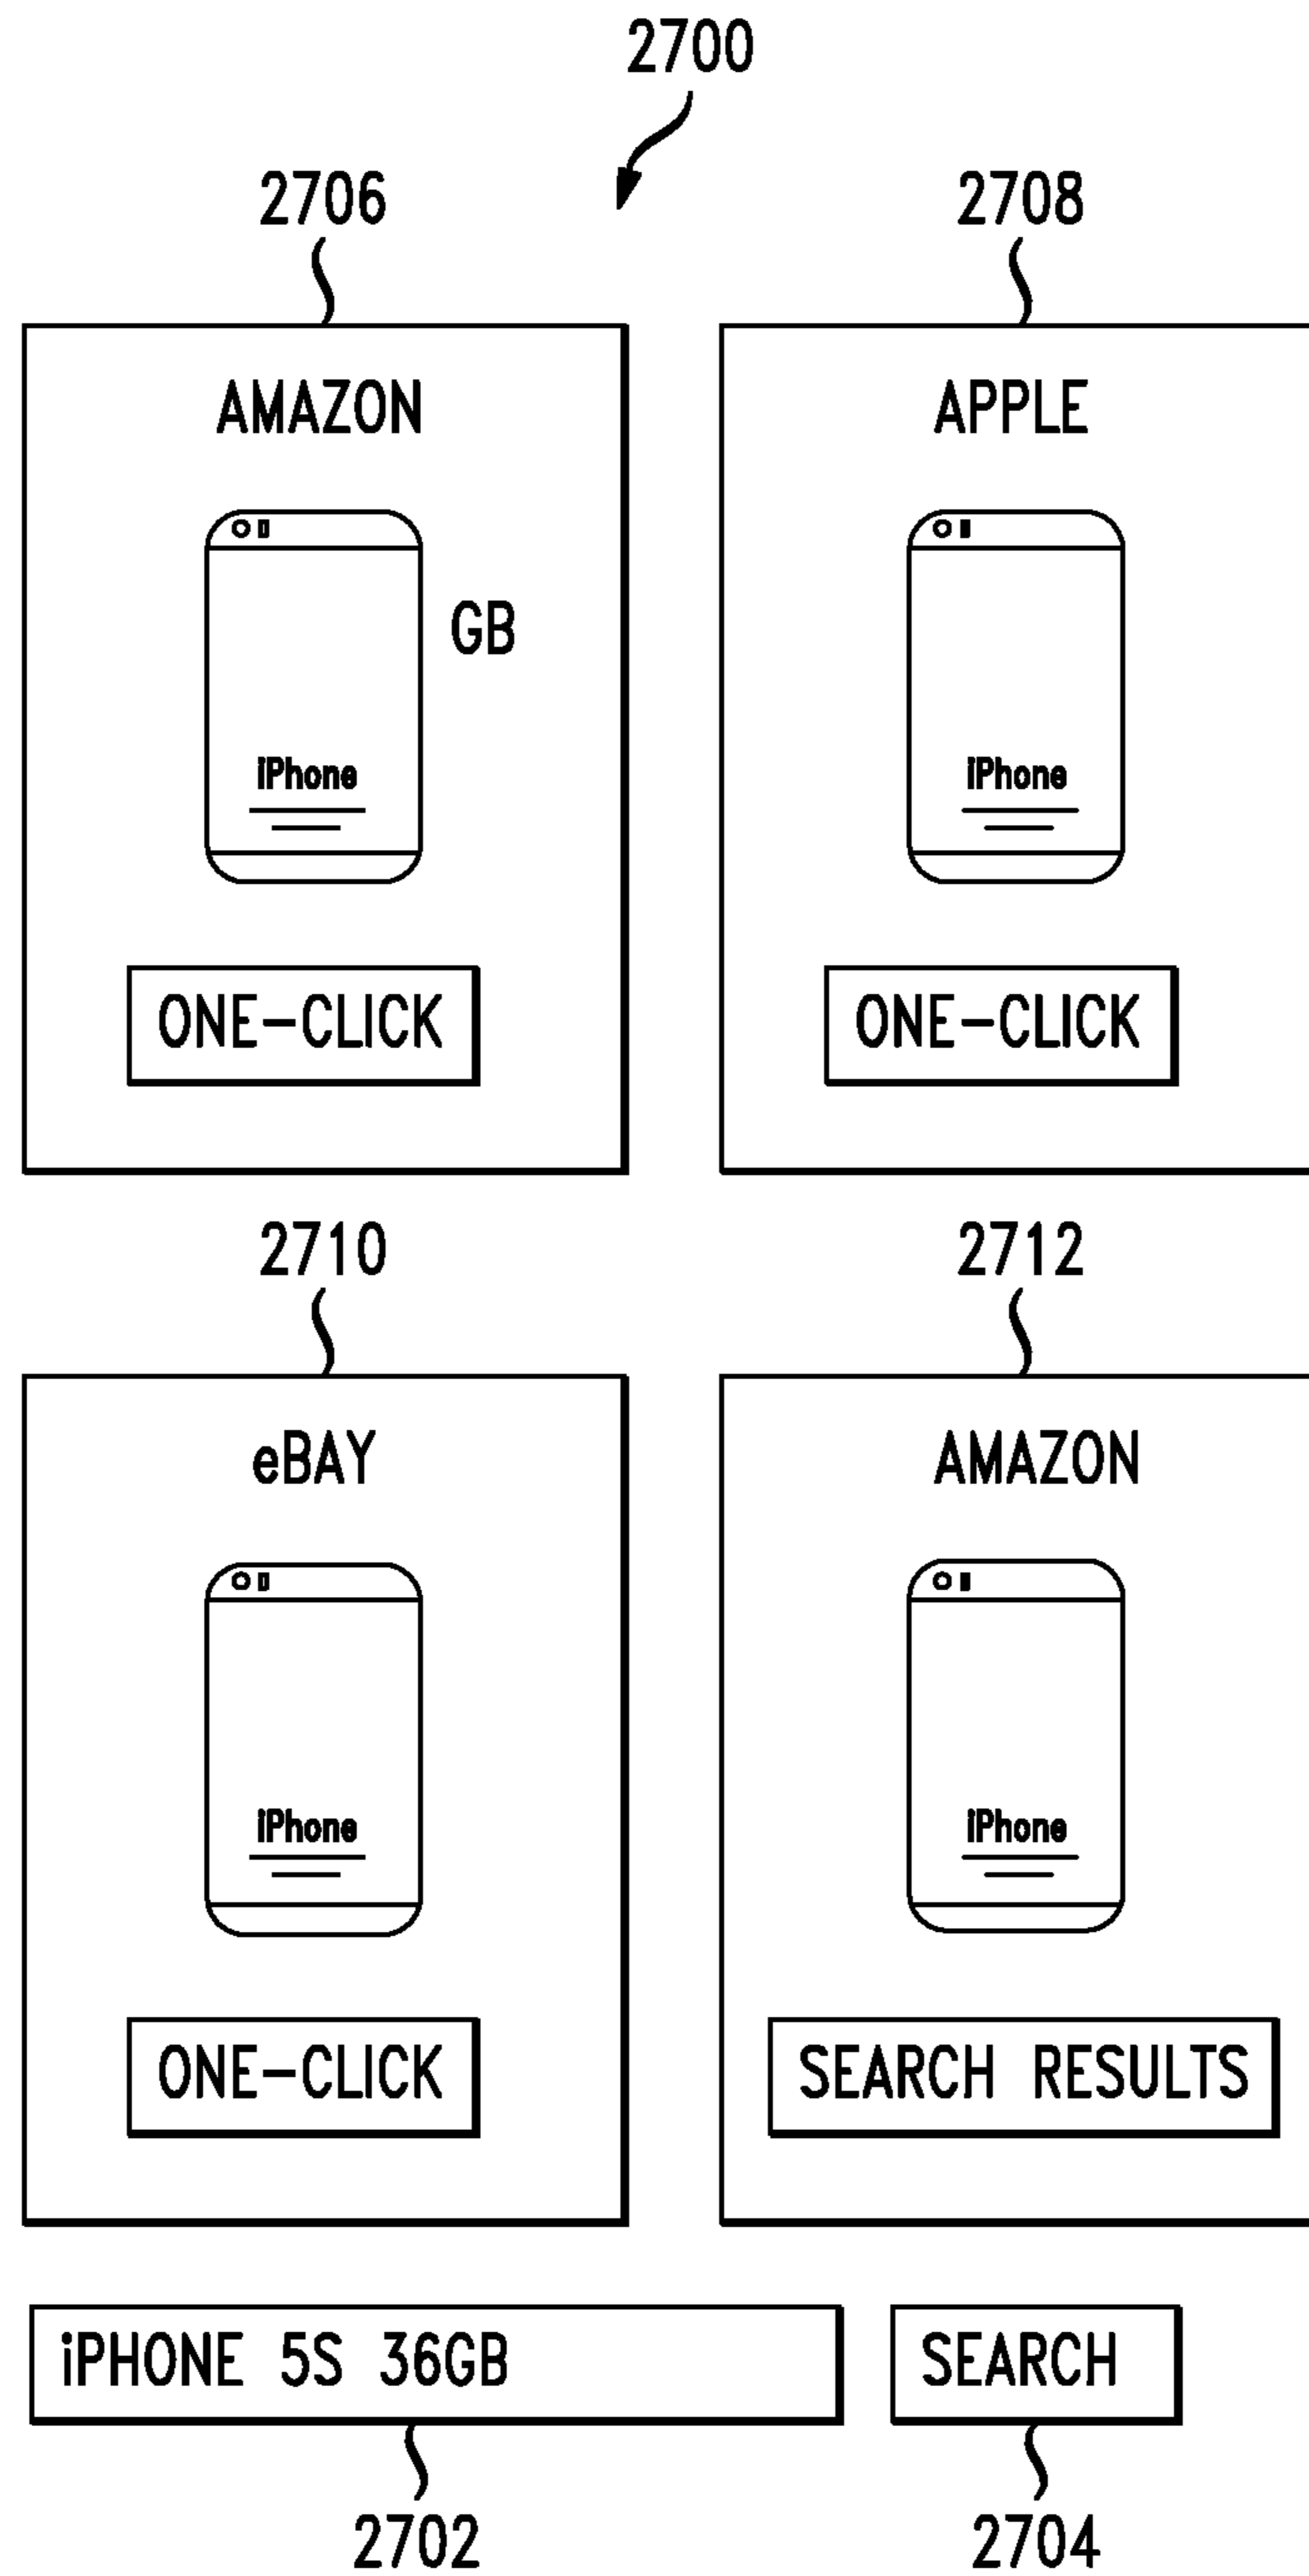 2700
2706
2708
AMAZON
APPLE
GB
iPhone
iPhone
ONE-CLICK
ONE-CLICK
2710
2712
eBAY
AMAZON
iPhone
iPhone
ONE-CLICK
SEARCH RESULTS
iPHONE 5S 36GB
SEARCH
2702
2704